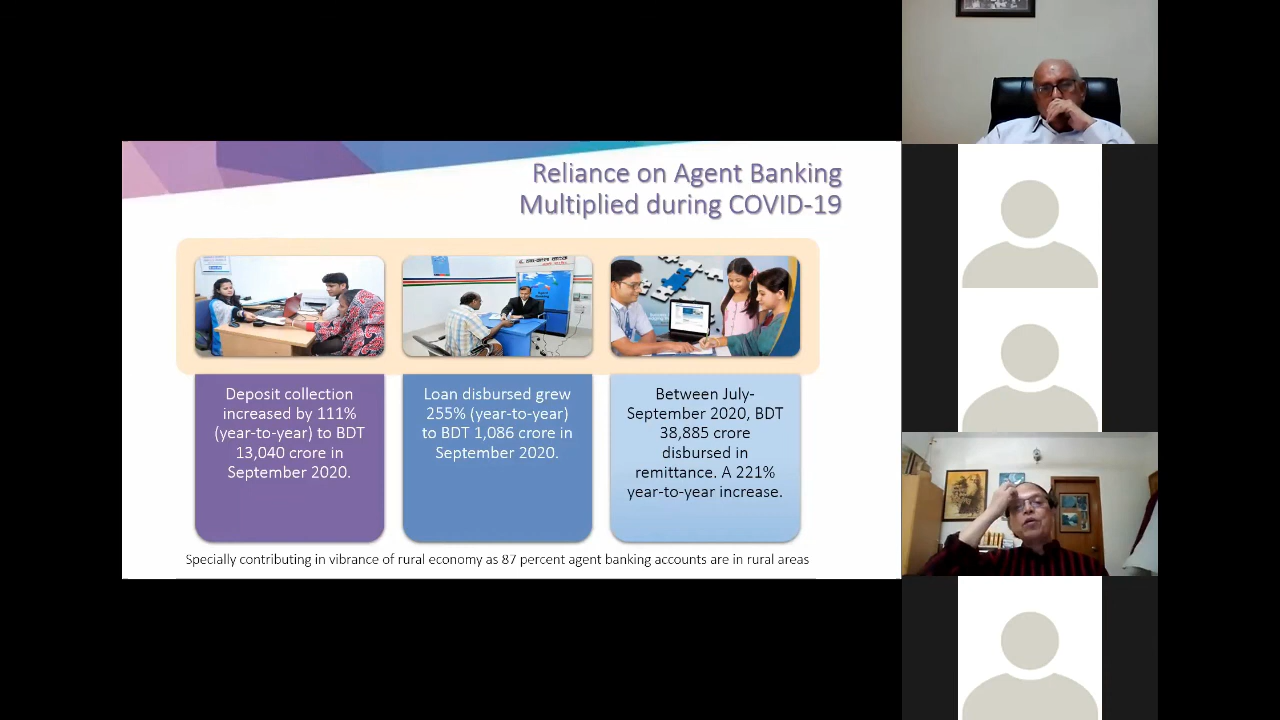 Reliance on Agent Banking
Multiplied during COVID-19
Deposit collection
increased by 111%
(year-to-year) to BDT
13,040 crore in
September 2020.
Loan disbursed grew
255% (year-to-year)
to BDT 1,086 crore in
September 2020.
Between July-
September 2020, BDT
38,885 crore
disbursed in
remittance. A 221%
year-to-year increase.
Specially contributing in vibrance of rural economy as 87 percent agent banking accounts are in rural areas